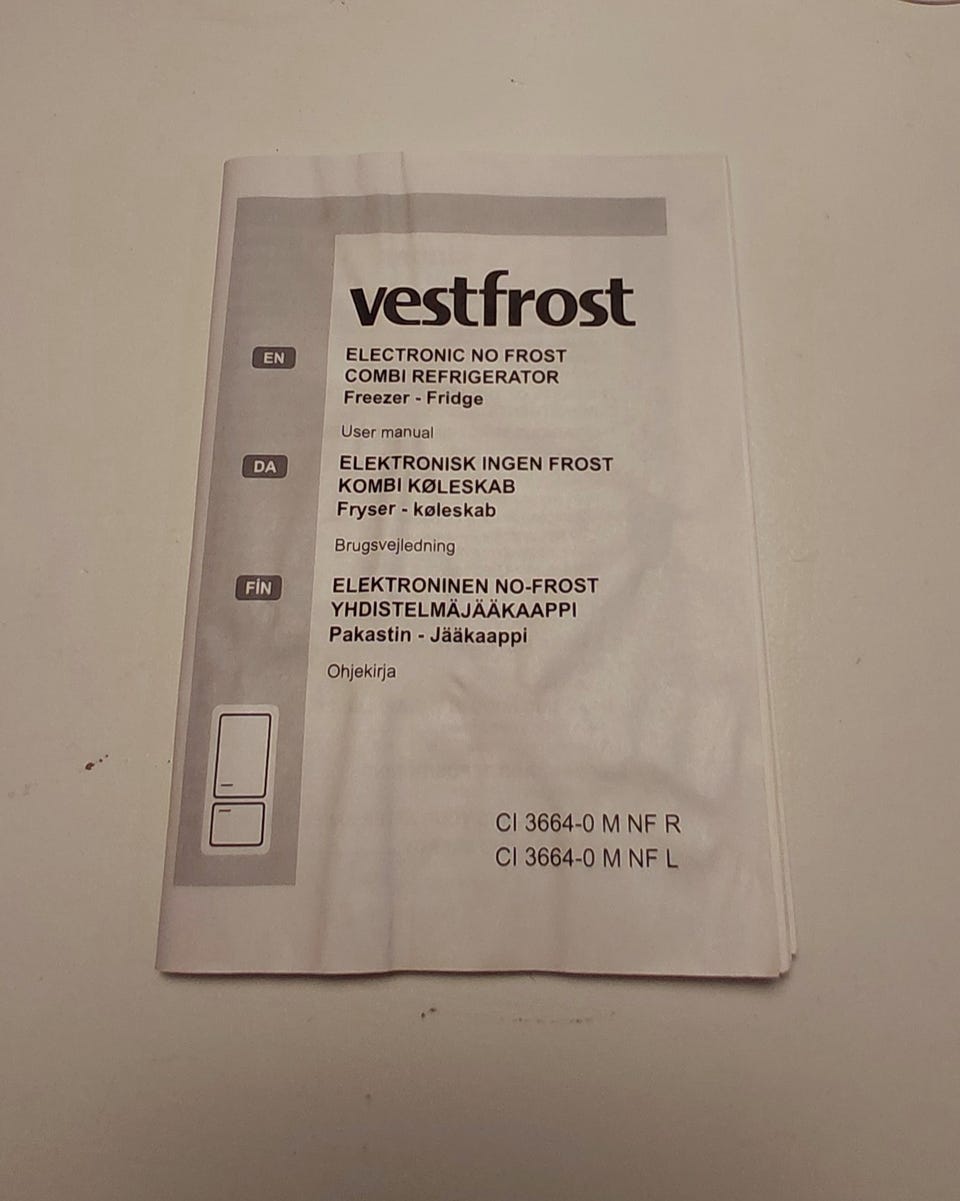 vestfrost
EN
ELECTRONIC NO FROST
COMBI REFRIGERATOR
Freezer - Fridge
User manual
DA
ELEKTRONISK INGEN FROST
KOMBI KØLESKAB
Fryser - køleskab
Brugsvejledning
FİN
ELEKTRONINEN NO-FROST
YHDISTELMÄJÄÄKAAPPI
Pakastin - Jääkaappi
Ohjekirja
CI 3664-0 M NF R
CI 3664-0 M NF L